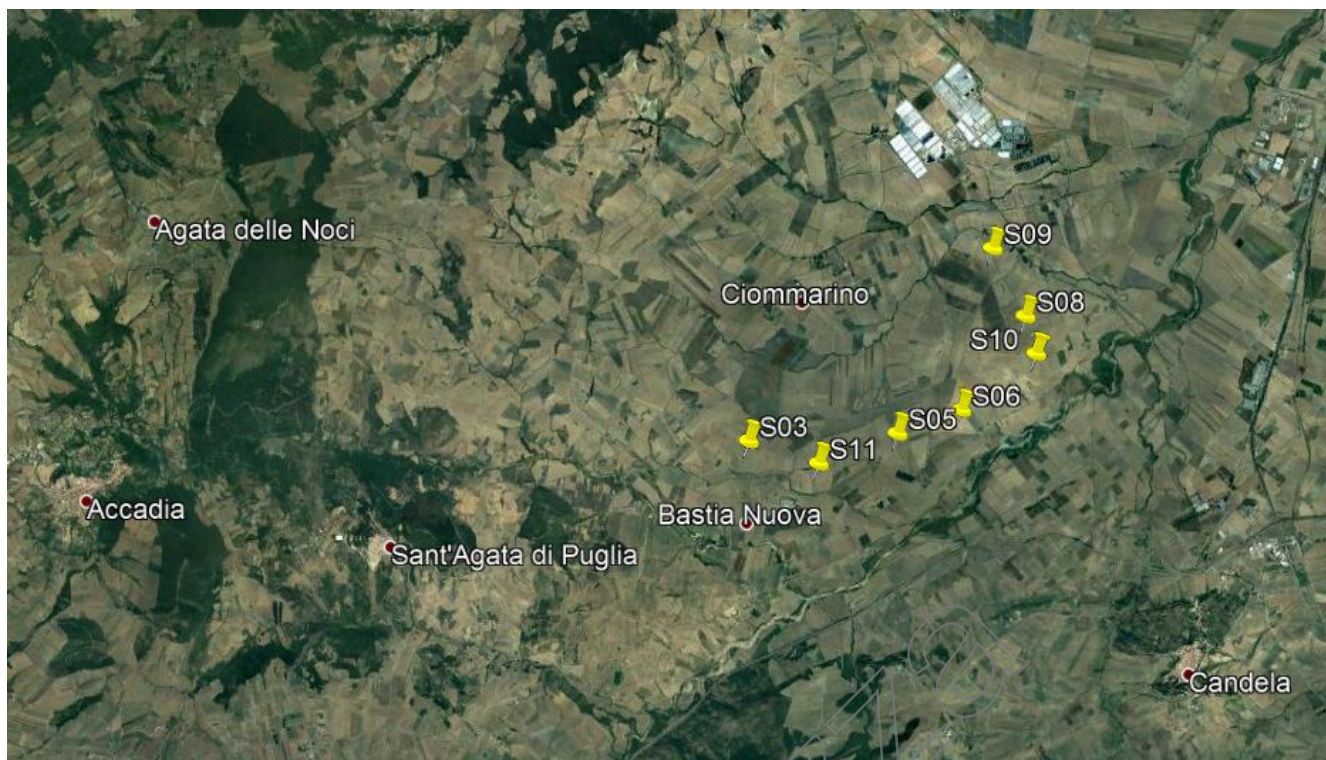 Agata delle Noci
S09
Ciommarino
S08
S10
S06
S05
S03
S11
Accadia
Bastia Nuova
Sant'Agata di Puglia
Candela